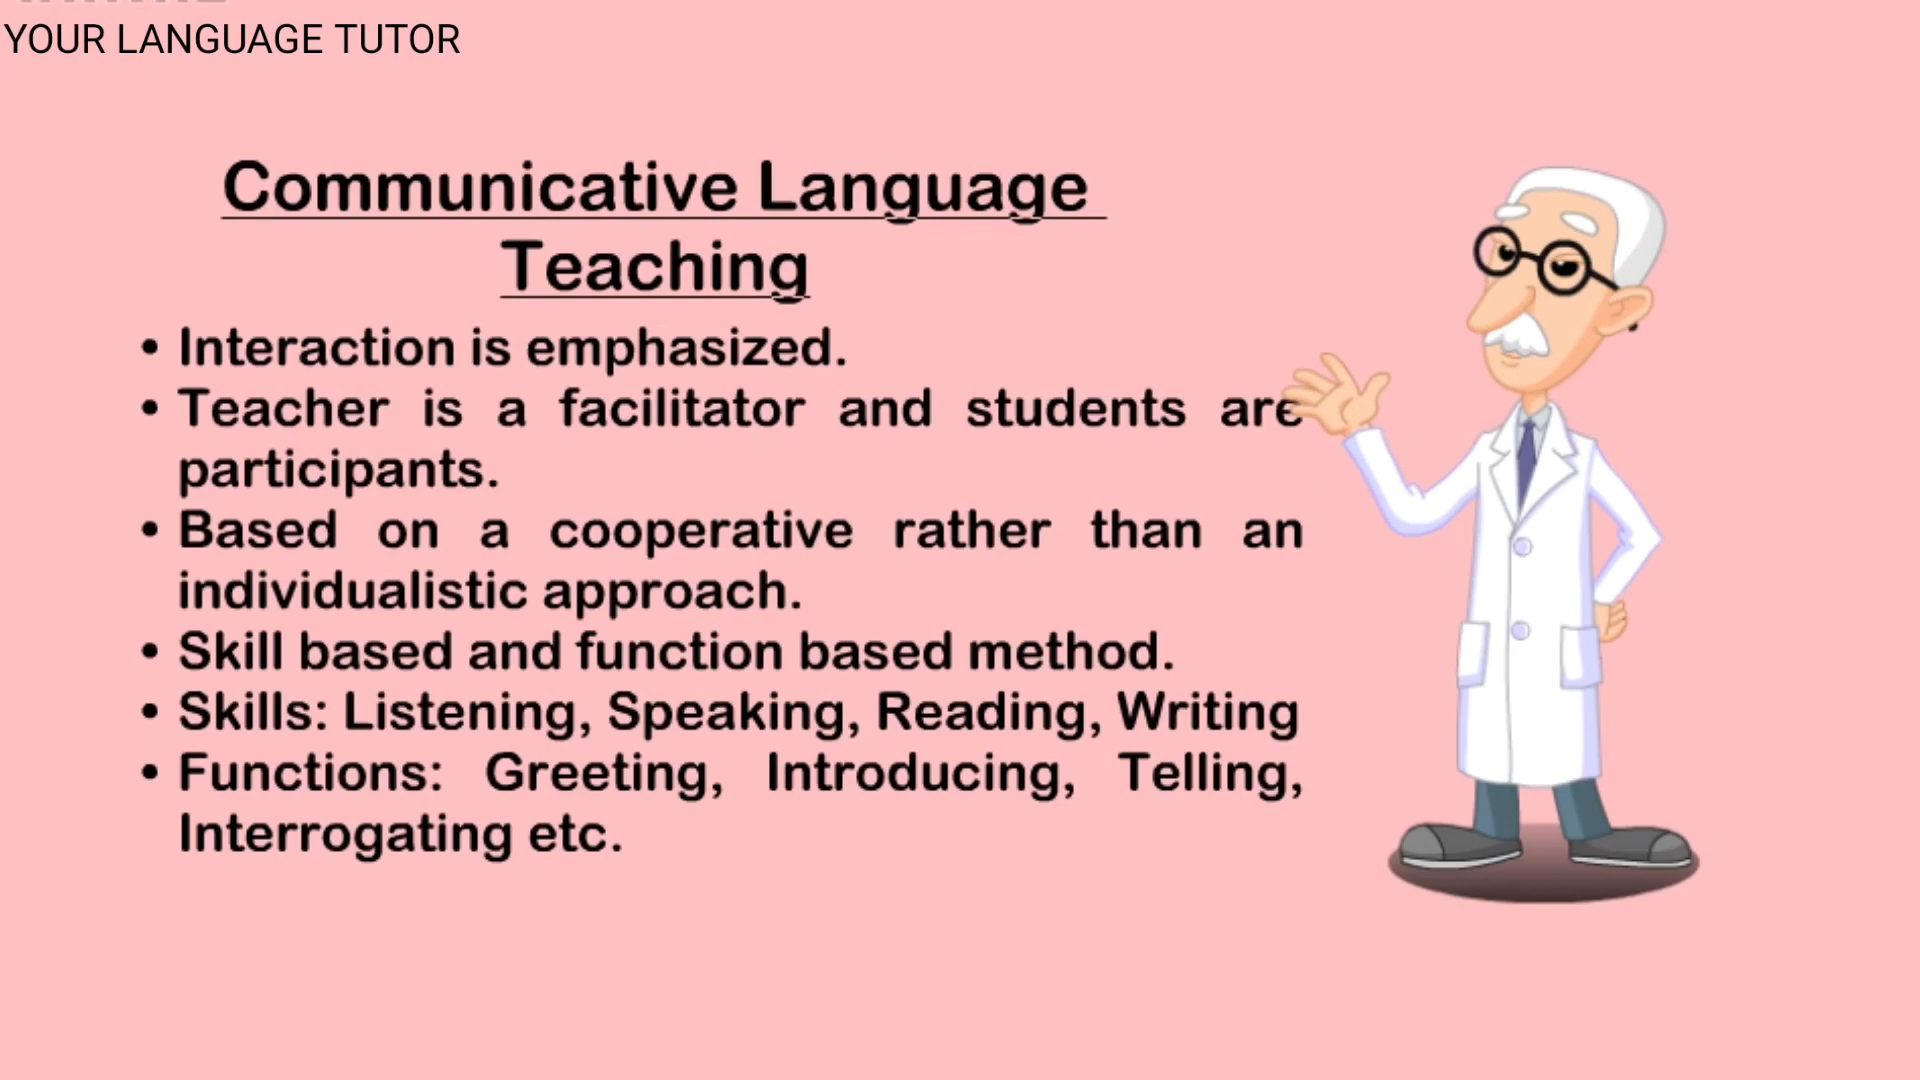 YOUR LANGUAGE TUTOR
Communicative Language
Teaching
• Interaction is emphasized.
• Teacher is a facilitator and students are
participants.
• Based on a cooperative rather than an
individualistic approach.
• Skill based and function based method.
• Skills: Listening, Speaking, Reading, Writing
• Functions: Greeting, Introducing, Telling,
Interrogating etc.